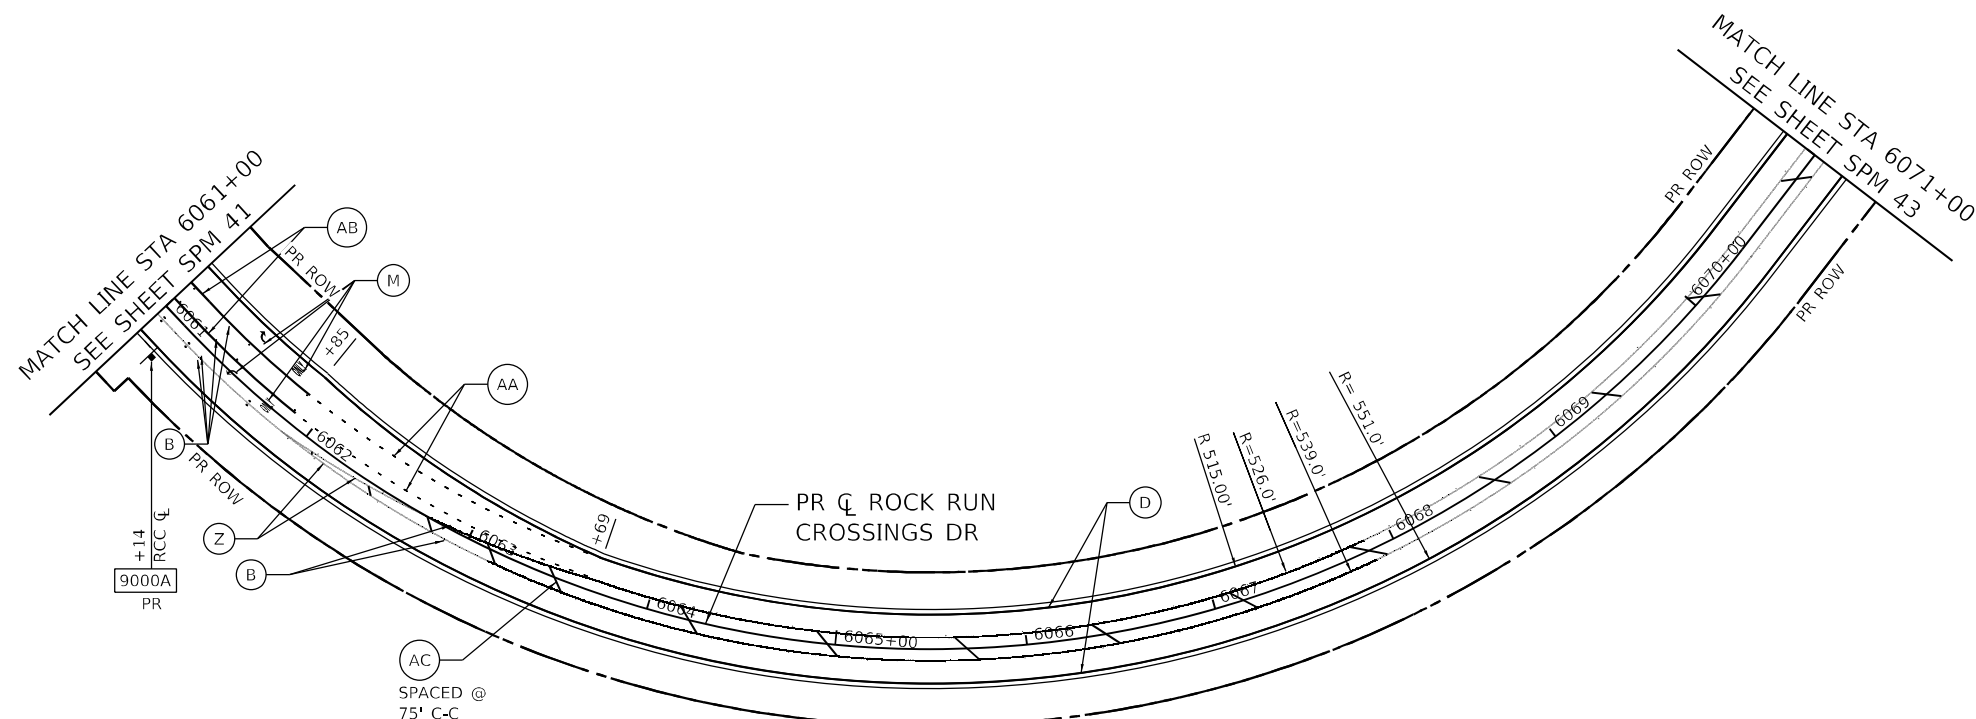 MATCH LINE STA 6061+00
SEE SHEET SPM 41
MATCH LINE STA 6071+00
SEE SHEET SPM 43
AB
M
PR ROW
PR ROW
PR ROW
PR ROW
6061
+85
AA
B
6062
Z
B
+14
RCC ℄
9000A
PR
6063
+69
PR ℄ ROCK RUN
CROSSINGS DR
D
R 515.00'
R=526.0'
R=539.0'
R= 551.0'
6064
6065+00
6066
6067
6068
6069
6070+00
AC
SPACED @
75' C-C